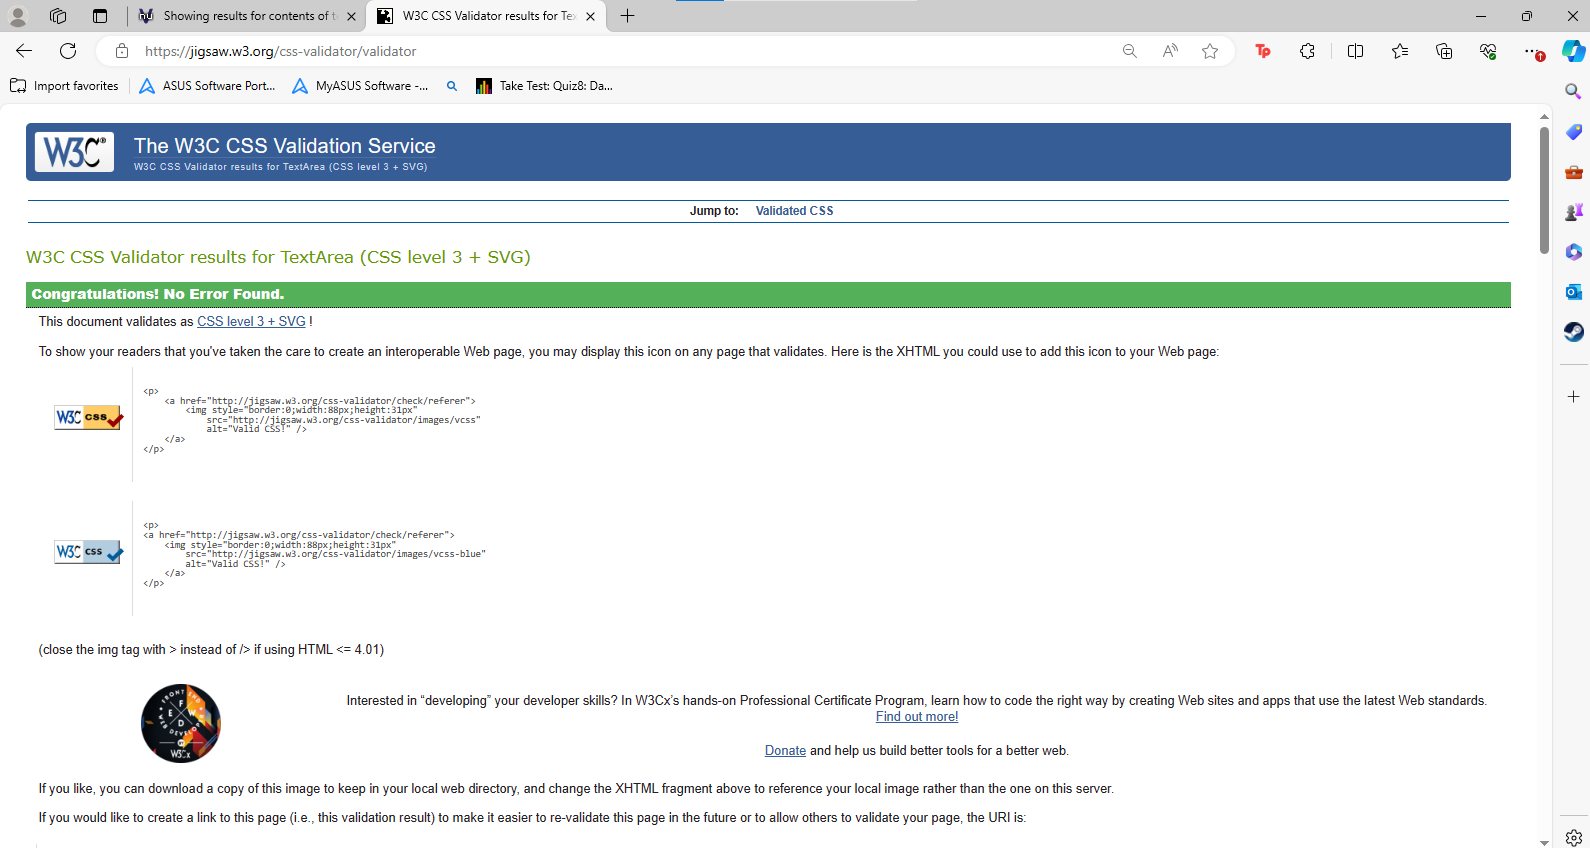 Showing results for contents of t
W3C CSS Validator results for Tex
https://jigsaw.w3.org/css-validator/validator
Import favorites
ASUS Software Port...
MyASUS Software -...
Take Test: Quiz8: Da...
W3C®
The W3C CSS Validation Service
W3C CSS Validator results for TextArea (CSS level 3 + SVG)
Jump to: Validated CSS
W3C CSS Validator results for TextArea (CSS level 3 + SVG)
Congratulations! No Error Found.
This document validates as CSS level 3 + SVG !
To show your readers that you've taken the care to create an interoperable Web page, you may display this icon on any page that validates. Here is the XHTML you could use to add this icon to your Web page:
W3C css
<p>
<a href="http://jigsaw.w3.org/css-validator/check/referer">
<img style="border:0;width:88px;height:31px"
src="http://jigsaw.w3.org/css-validator/images/vcss"
alt="Valid CSS!" />
</a>
</p>
W3C css
<p>
<a href="http://jigsaw.w3.org/css-validator/check/referer">
<img style="border:0;width:88px;height:31px"
src="http://jigsaw.w3.org/css-validator/images/vcss-blue"
alt="Valid CSS!" />
</a>
</p>
(close the img tag with > instead of /> if using HTML <= 4.01)
FRONT END
WEB DEVELOPER
F E W D
W3Cx
Interested in “developing” your developer skills? In W3Cx’s hands-on Professional Certificate Program, learn how to code the right way by creating Web sites and apps that use the latest Web standards.
Find out more!
Donate and help us build better tools for a better web.
If you like, you can download a copy of this image to keep in your local web directory, and change the XHTML fragment above to reference your local image rather than the one on this server.
If you would like to create a link to this page (i.e., this validation result) to make it easier to re-validate this page in the future or to allow others to validate your page, the URI is: